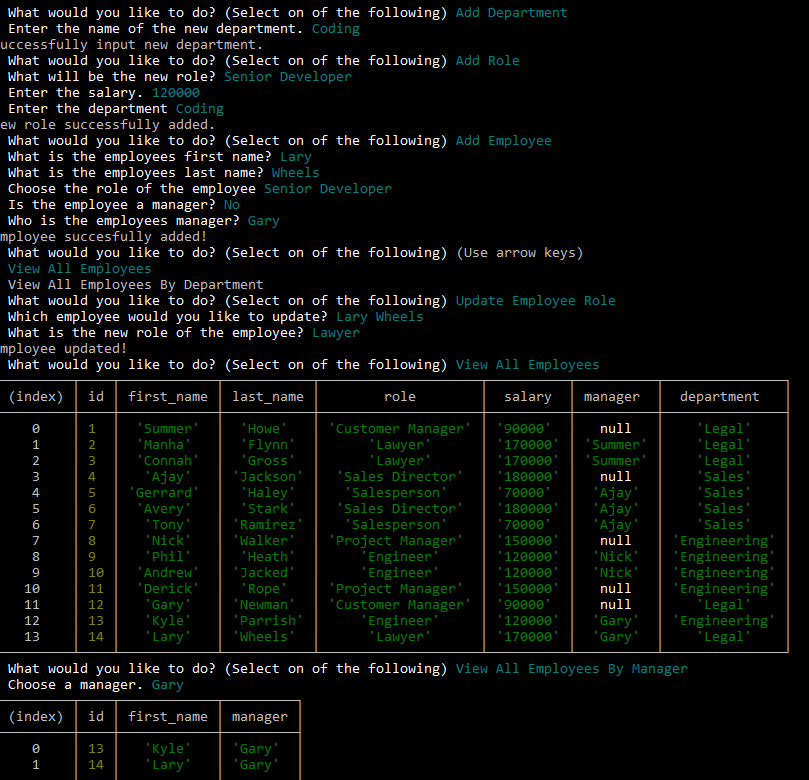 What would you like to do? (Select on of the following) Add Department
Enter the name of the new department. Coding
uccessfully input new department.
What would you like to do? (Select on of the following) Add Role
What will be the new role? Senior Developer
Enter the salary. 120000
Enter the department Coding
ew role successfully added.
What would you like to do? (Select on of the following) Add Employee
What is the employees first name? Lary
What is the employees last name? Wheels
Choose the role of the employee Senior Developer
Is the employee a manager? No
Who is the employees manager? Gary
mployee succesfully added!
What would you like to do? (Select on of the following) (Use arrow keys)
View All Employees
View All Employees By Department
What would you like to do? (Select on of the following) Update Employee Role
Which employee would you like to update? Lary Wheels
What is the new role of the employee? Lawyer
mployee updated!
What would you like to do? (Select on of the following) View All Employees
(index) id first_name last_name role salary manager department
0 1 'Summer' 'Howe' 'Customer Manager' '90000' null 'Legal'
1 2 'Manha' 'Flynn' 'Lawyer' '170000' 'Summer' 'Legal'
2 3 'Connah' 'Gross' 'Lawyer' '170000' 'Summer' 'Legal'
3 4 'Ajay' 'Jackson' 'Sales Director' '180000' null 'Sales'
4 5 'Gerrard' 'Haley' 'Salesperson' '70000' 'Ajay' 'Sales'
5 6 'Avery' 'Stark' 'Sales Director' '180000' 'Ajay' 'Sales'
6 7 'Tony' 'Ramirez' 'Salesperson' '70000' 'Ajay' 'Sales'
7 8 'Nick' 'Walker' 'Project Manager' '150000' null 'Engineering'
8 9 'Phil' 'Heath' 'Engineer' '120000' 'Nick' 'Engineering'
9 10 'Andrew' 'Jacked' 'Engineer' '120000' 'Nick' 'Engineering'
10 11 'Derick' 'Rope' 'Project Manager' '150000' null 'Engineering'
11 12 'Gary' 'Newman' 'Customer Manager' '90000' null 'Legal'
12 13 'Kyle' 'Parrish' 'Engineer' '120000' 'Gary' 'Engineering'
13 14 'Lary' 'Wheels' 'Lawyer' '170000' 'Gary' 'Legal'
What would you like to do? (Select on of the following) View All Employees By Manager
Choose a manager. Gary
(index) id first_name manager
0 13 'Kyle' 'Gary'
1 14 'Lary' 'Gary'